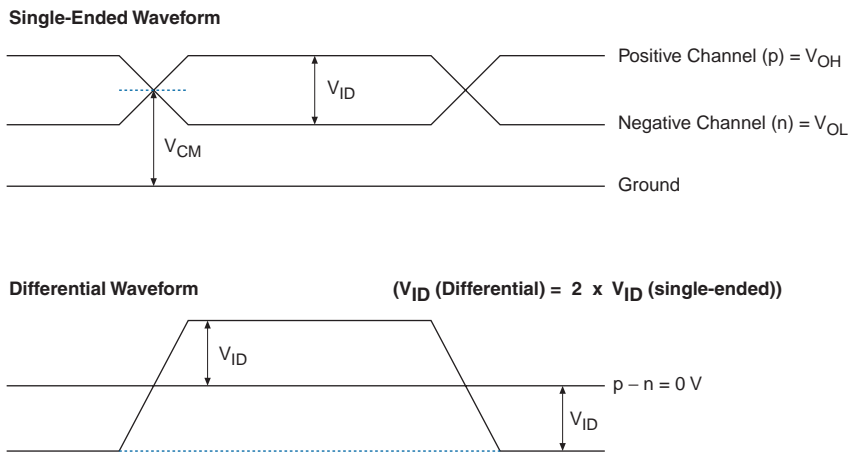 Single-Ended Waveform
Positive Channel (p) = VOH
VID
Negative Channel (n) = VOL
VCM
Ground
Differential Waveform
(VID (Differential) = 2 x VID (single-ended))
VID
p − n = 0 V
VID